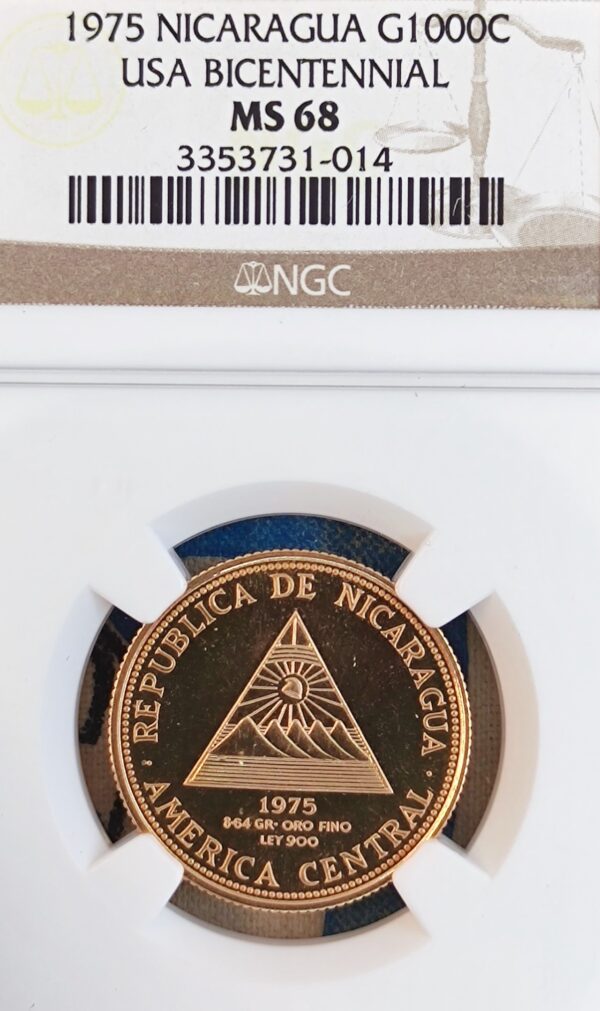 1975 NICARAGUA G1000C
USA BICENTENNIAL
MS 68
3353731-014
NGC
REPUBLICA DE NICARAGUA
1975
8•64 GR• ORO FINO
LEY 900
AMERICA CENTRAL